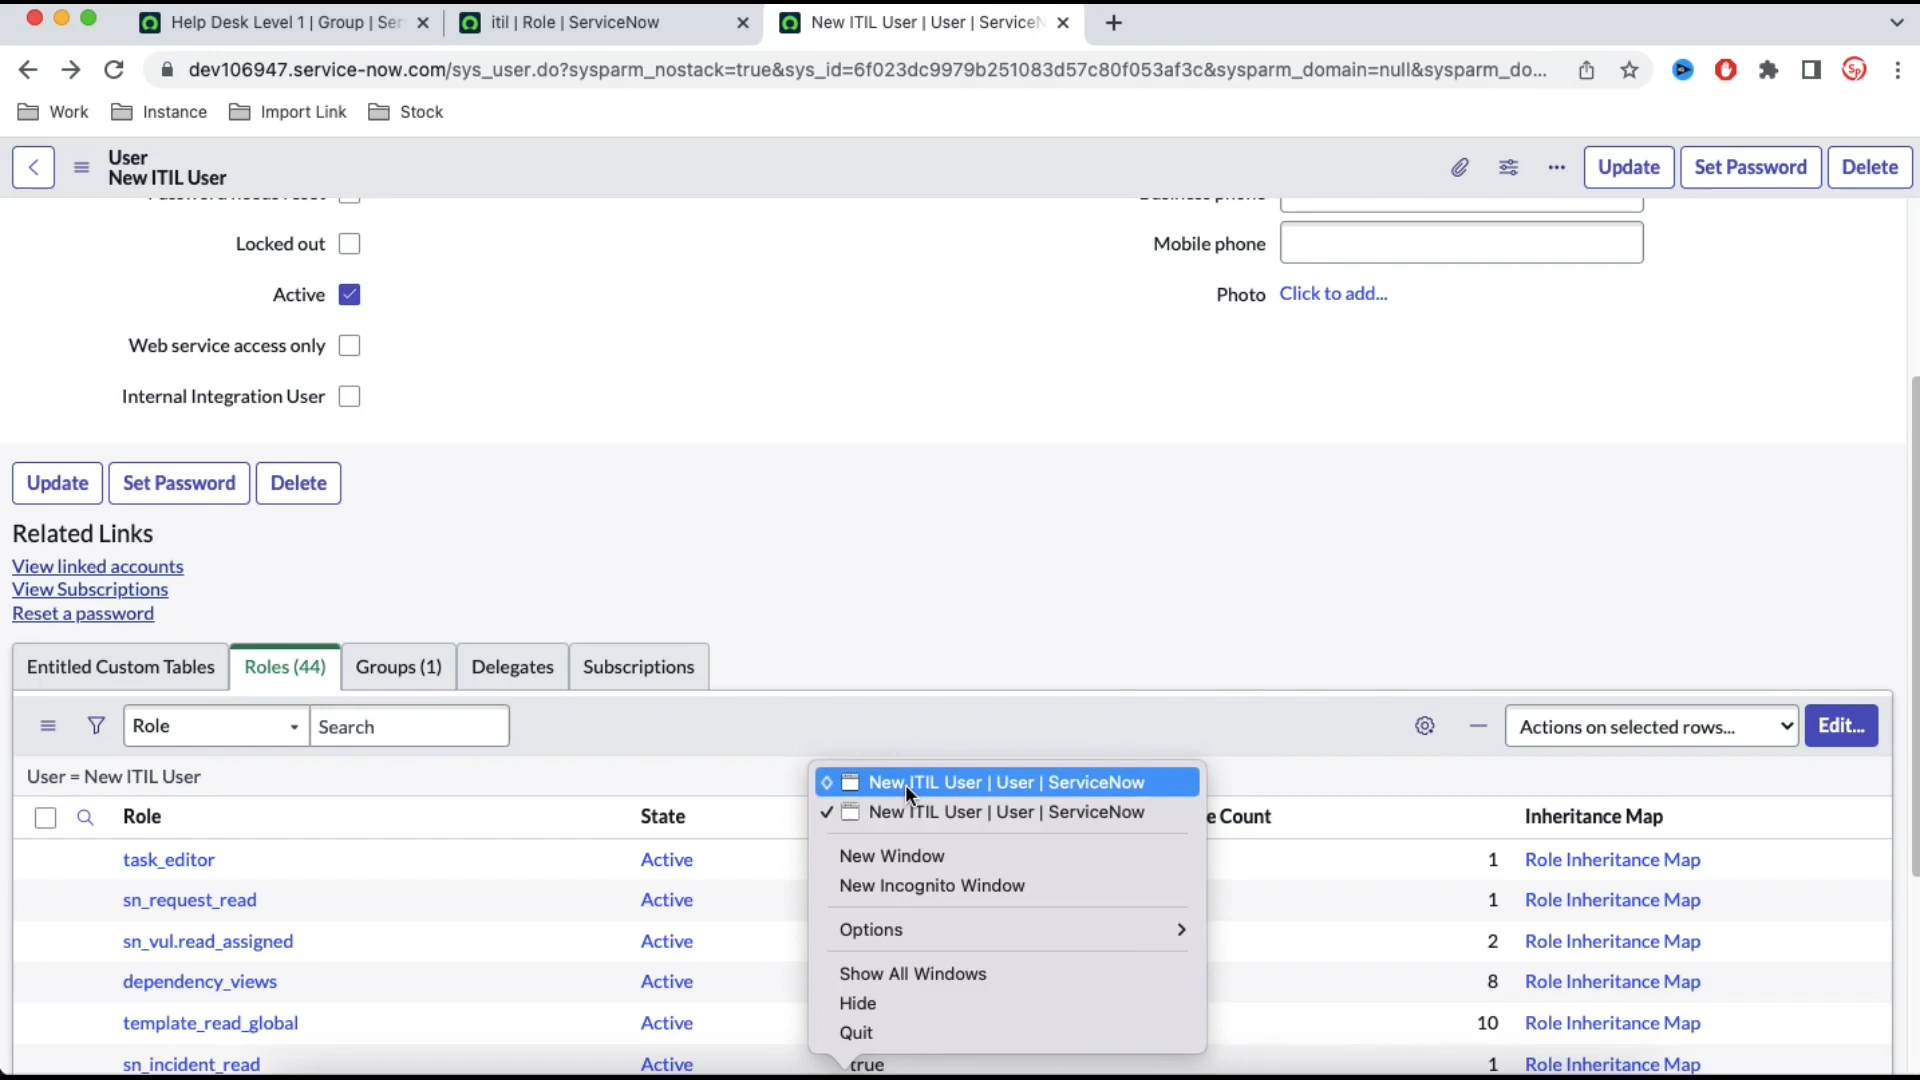 Help Desk Level 1 | Group | Ser
itil | Role | ServiceNow
New ITIL User | User | ServiceN
dev106947.service-now.com/sys_user.do?sysparm_nostack=true&sys_id=6f023dc9979b251083d57c80f053af3c&sysparm_domain=null&sysparm_do...
Sp
Work
Instance
Import Link
Stock
User
New ITIL User
Update
Set Password
Delete
Password needs reset
Business phone
Locked out
Mobile phone
Active
Photo
Click to add...
Web service access only
Internal Integration User
Update
Set Password
Delete
Related Links
View linked accounts
View Subscriptions
Reset a password
Entitled Custom Tables
Roles (44)
Groups (1)
Delegates
Subscriptions
Role
Search
Actions on selected rows...
Edit...
User = New ITIL User
New ITIL User | User | ServiceNow
New ITIL User | User | ServiceNow
New Window
New Incognito Window
Options
Show All Windows
Hide
Quit
Role
State
e Count
Inheritance Map
task_editor
Active
1
Role Inheritance Map
sn_request_read
Active
1
Role Inheritance Map
sn_vul.read_assigned
Active
2
Role Inheritance Map
dependency_views
Active
8
Role Inheritance Map
template_read_global
Active
10
Role Inheritance Map
sn_incident_read
Active
true
1
Role Inheritance Map